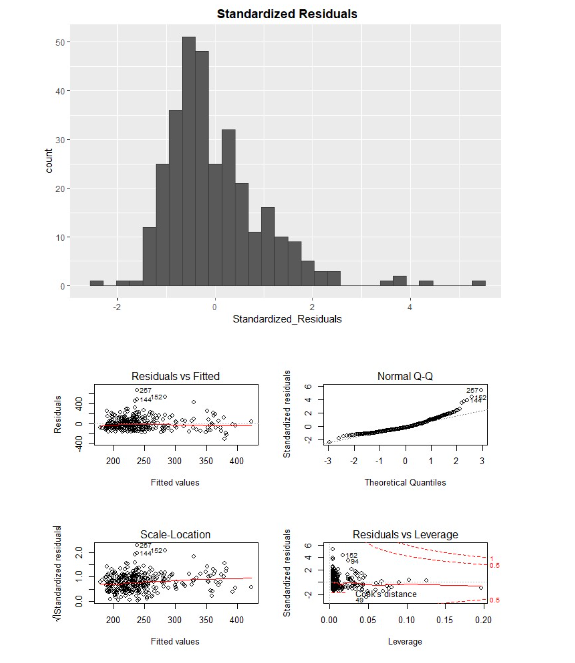 Standardized Residuals
count
50
40
30
20
10
0
-2 0 2 4
Standardized_Residuals
Residuals vs Fitted
Residuals
-400 0 400
267
144 152
200 250 300 350 400
Fitted values
Normal Q-Q
Standardized residuals
-2 0 2 4 6
267
152
-3 -2 -1 0 1 2 3
Theoretical Quantiles
Scale-Location
√|Standardized residuals|
0.0 1.0 2.0
267
144 152
200 250 300 350 400
Fitted values
Residuals vs Leverage
Standardized residuals
-2 2 4 6
152
94
Cook's distance
1
0.5
0.5
0.00 0.05 0.10 0.15 0.20
Leverage